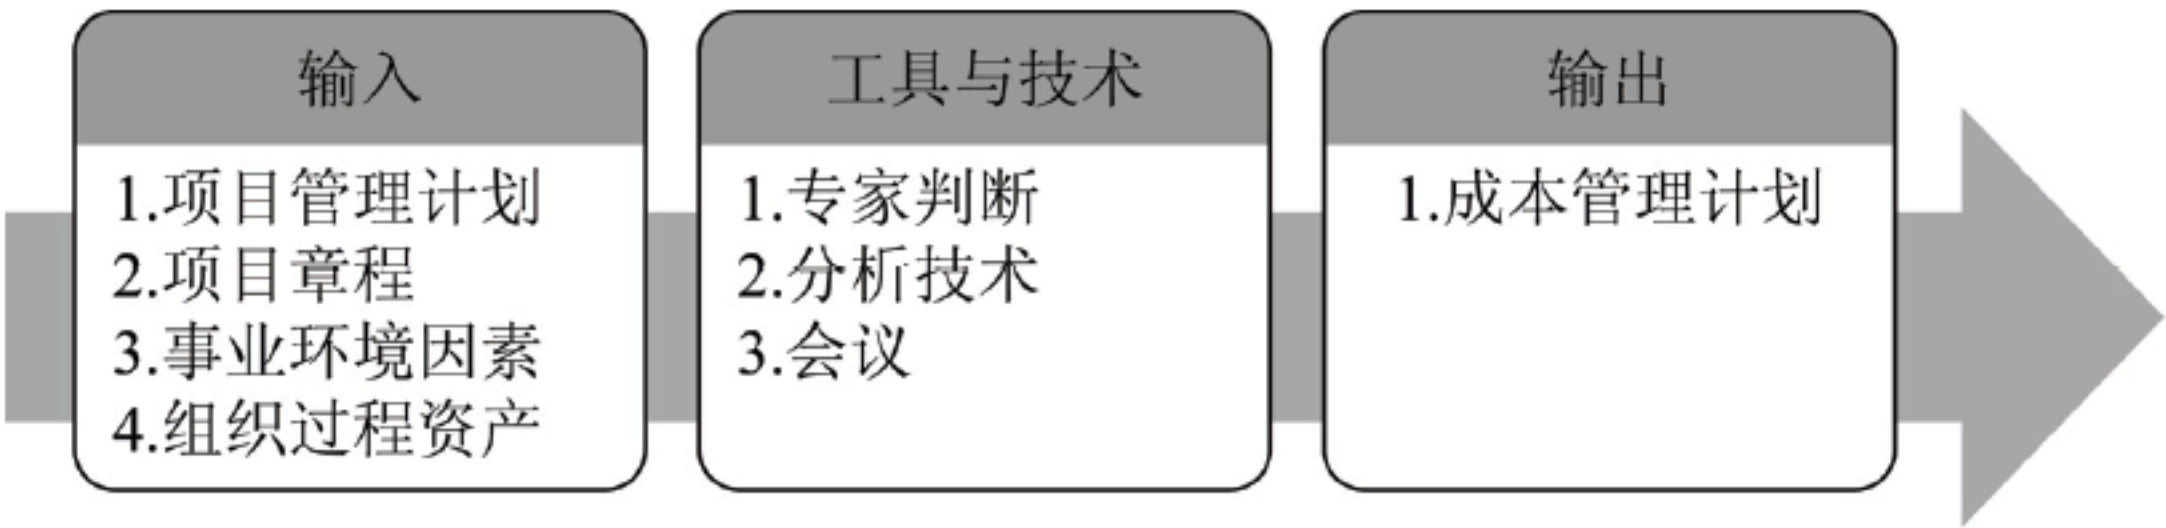 输入
1.项目管理计划
2.项目章程
3.事业环境因素
4.组织过程资产
工具与技术
1.专家判断
2.分析技术
3.会议
输出
1.成本管理计划